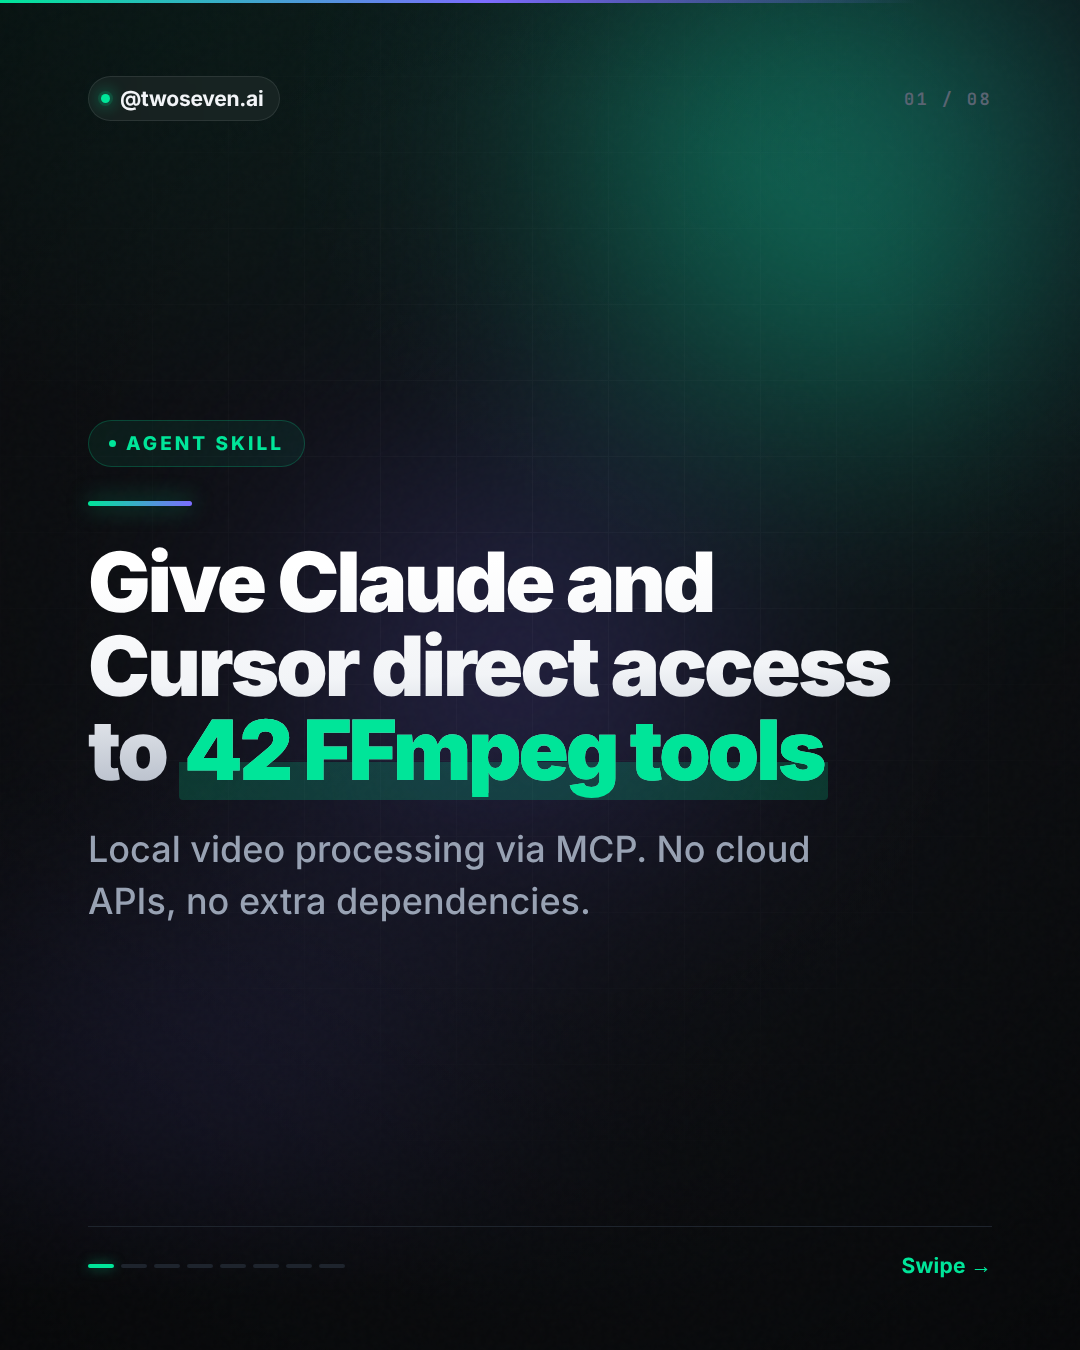 @twoseven.ai
01 / 08
AGENT SKILL
Give Claude and
Cursor direct access
to 42 FFmpeg tools
Local video processing via MCP. No cloud
APIs, no extra dependencies.
Swipe →